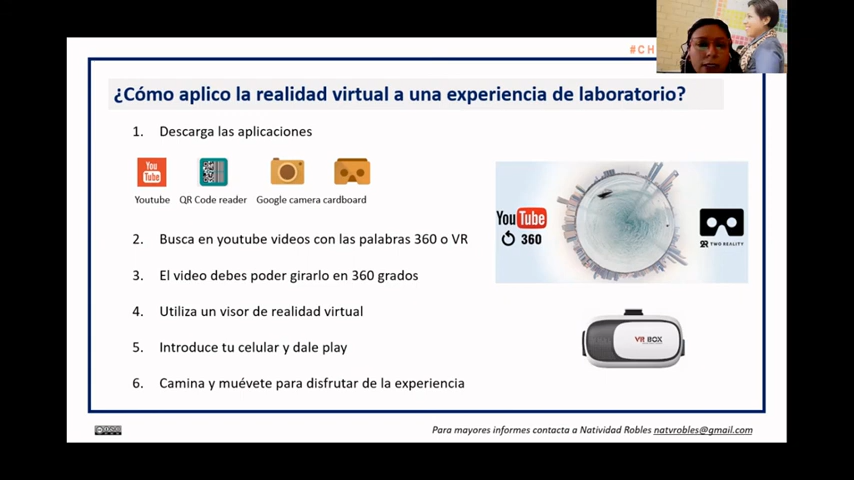 #CH
¿Cómo aplico la realidad virtual a una experiencia de laboratorio?
1. Descarga las aplicaciones
You
Tube
Youtube QR Code reader Google camera cardboard
2. Busca en youtube videos con las palabras 360 o VR
3. El video debes poder girarlo en 360 grados
4. Utiliza un visor de realidad virtual
5. Introduce tu celular y dale play
6. Camina y muévete para disfrutar de la experiencia
YouTube
360
TWO REALITY
VR BOX
Para mayores informes contacta a Natividad Robles natvrobles@gmail.com